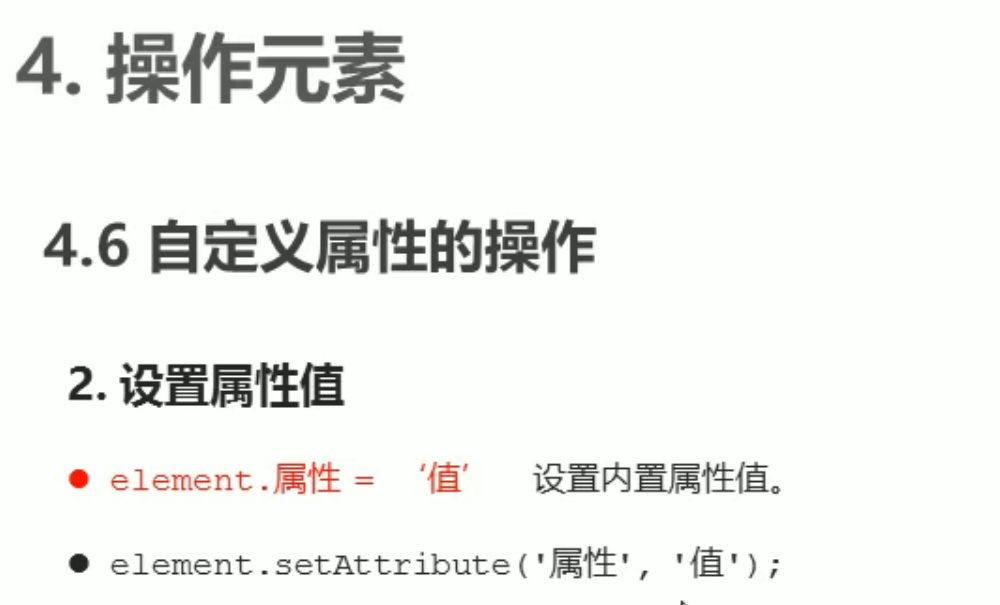 4. 操作元素
4.6 自定义属性的操作
2. 设置属性值
● element.属性 = ‘值’ 设置内置属性值。
● element.setAttribute('属性', '值');